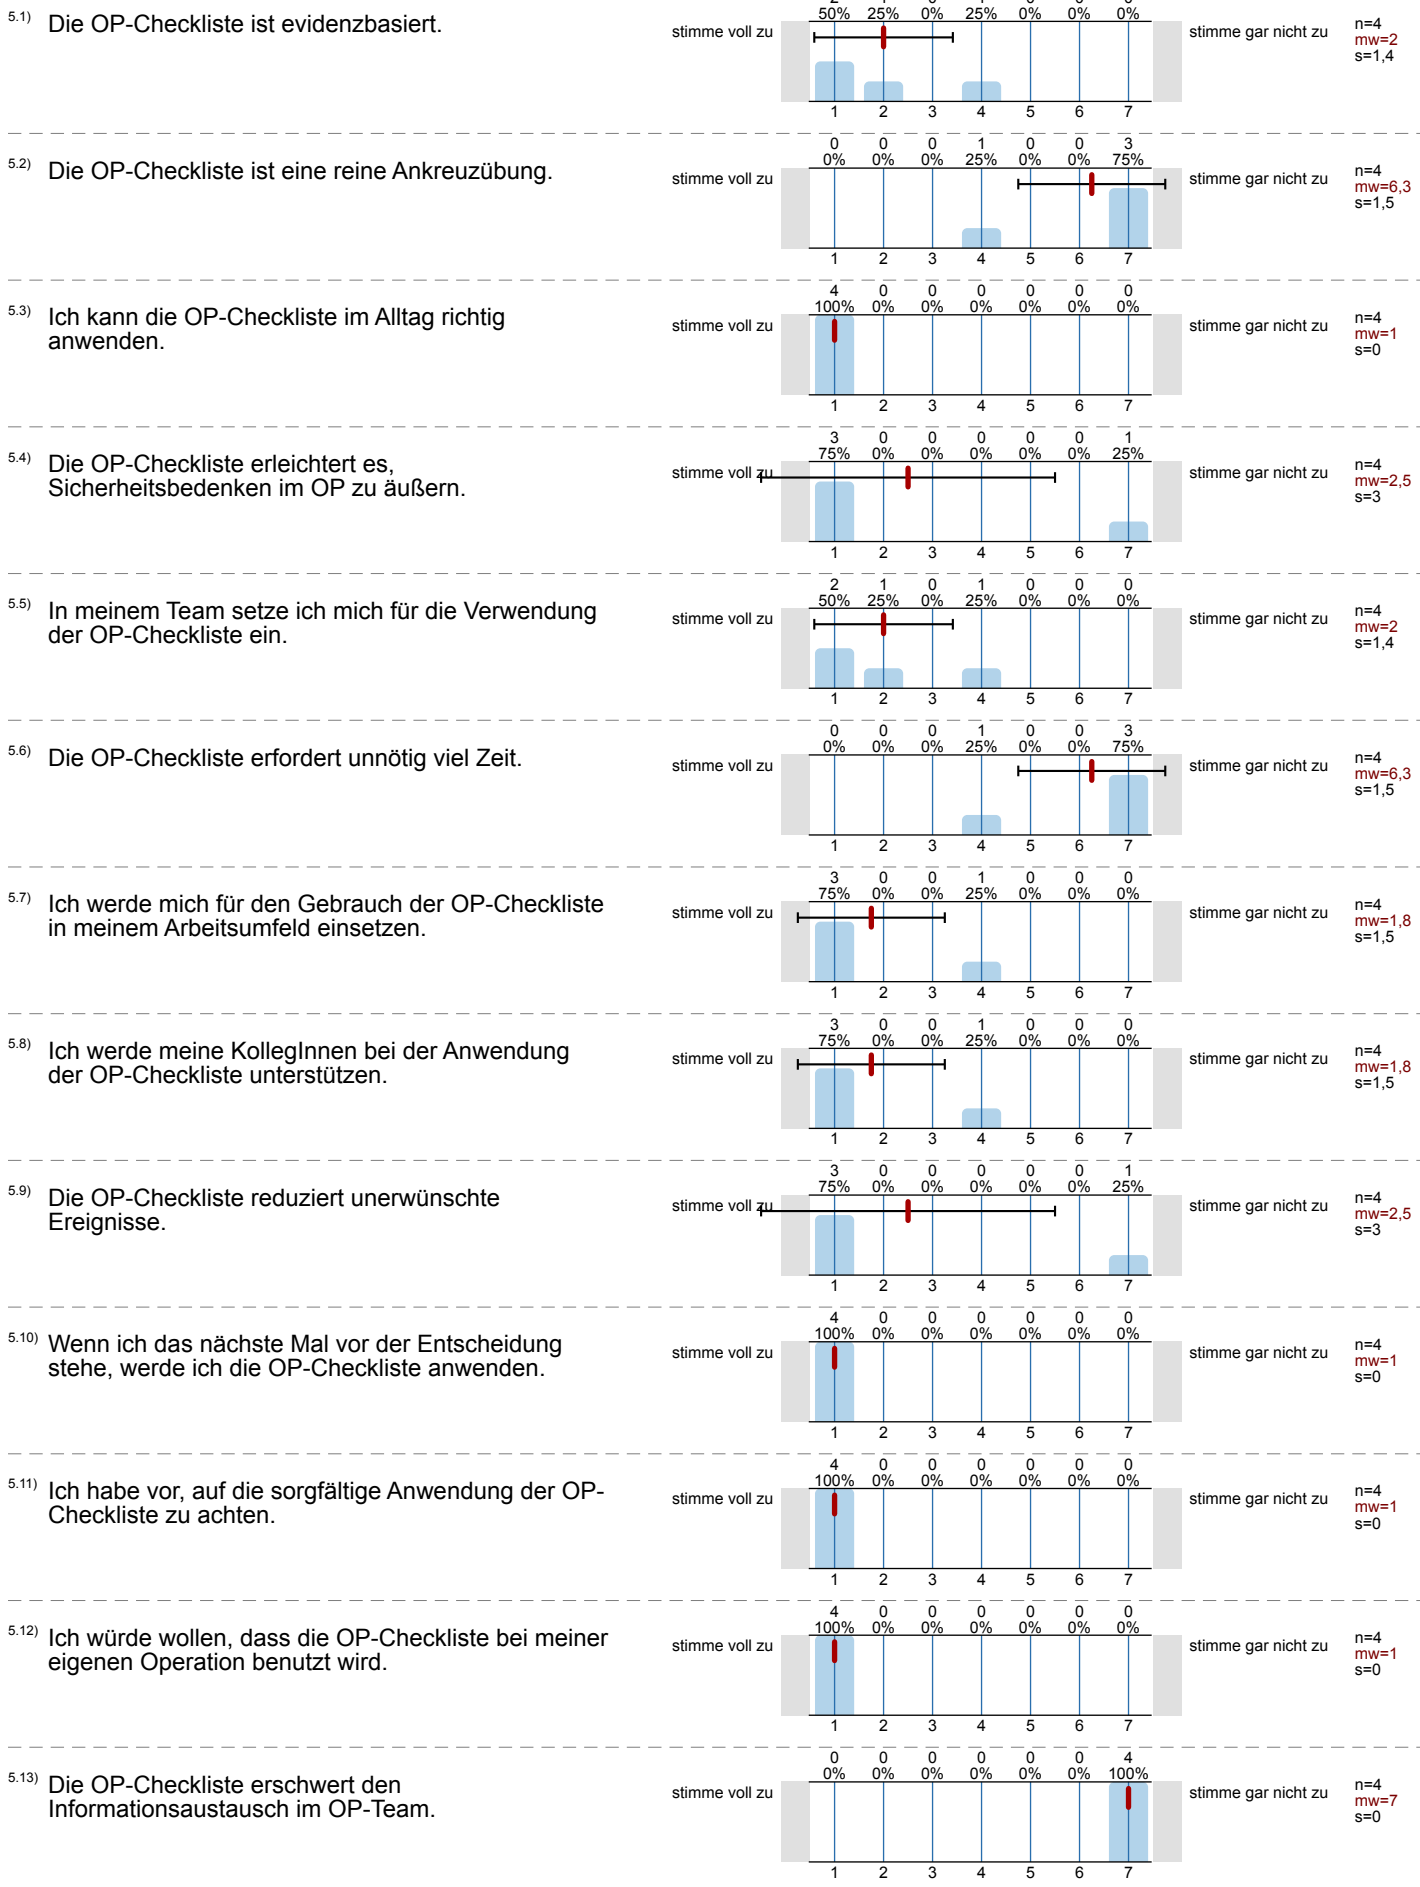 2 1 0 1 0 0 0
50% 25% 0% 25% 0% 0% 0%
5.1) Die OP-Checkliste ist evidenzbasiert.
stimme voll zu
stimme gar nicht zu
n=4
mw=2
s=1,4
1 2 3 4 5 6 7
0 0 0 1 0 0 3
0% 0% 0% 25% 0% 0% 75%
5.2) Die OP-Checkliste ist eine reine Ankreuzübung.
stimme voll zu
stimme gar nicht zu
n=4
mw=6,3
s=1,5
1 2 3 4 5 6 7
4 0 0 0 0 0 0
100% 0% 0% 0% 0% 0% 0%
5.3) Ich kann die OP-Checkliste im Alltag richtig
anwenden.
stimme voll zu
stimme gar nicht zu
n=4
mw=1
s=0
1 2 3 4 5 6 7
3 0 0 0 0 0 1
75% 0% 0% 0% 0% 0% 25%
5.4) Die OP-Checkliste erleichtert es,
Sicherheitsbedenken im OP zu äußern.
stimme voll zu
stimme gar nicht zu
n=4
mw=2,5
s=3
1 2 3 4 5 6 7
2 1 0 1 0 0 0
50% 25% 0% 25% 0% 0% 0%
5.5) In meinem Team setze ich mich für die Verwendung
der OP-Checkliste ein.
stimme voll zu
stimme gar nicht zu
n=4
mw=2
s=1,4
1 2 3 4 5 6 7
0 0 0 1 0 0 3
0% 0% 0% 25% 0% 0% 75%
5.6) Die OP-Checkliste erfordert unnötig viel Zeit.
stimme voll zu
stimme gar nicht zu
n=4
mw=6,3
s=1,5
1 2 3 4 5 6 7
3 0 0 1 0 0 0
75% 0% 0% 25% 0% 0% 0%
5.7) Ich werde mich für den Gebrauch der OP-Checkliste
in meinem Arbeitsumfeld einsetzen.
stimme voll zu
stimme gar nicht zu
n=4
mw=1,8
s=1,5
1 2 3 4 5 6 7
3 0 0 1 0 0 0
75% 0% 0% 25% 0% 0% 0%
5.8) Ich werde meine KollegInnen bei der Anwendung
der OP-Checkliste unterstützen.
stimme voll zu
stimme gar nicht zu
n=4
mw=1,8
s=1,5
1 2 3 4 5 6 7
3 0 0 0 0 0 1
75% 0% 0% 0% 0% 0% 25%
5.9) Die OP-Checkliste reduziert unerwünschte
Ereignisse.
stimme voll zu
stimme gar nicht zu
n=4
mw=2,5
s=3
1 2 3 4 5 6 7
4 0 0 0 0 0 0
100% 0% 0% 0% 0% 0% 0%
5.10) Wenn ich das nächste Mal vor der Entscheidung
stehe, werde ich die OP-Checkliste anwenden.
stimme voll zu
stimme gar nicht zu
n=4
mw=1
s=0
1 2 3 4 5 6 7
4 0 0 0 0 0 0
100% 0% 0% 0% 0% 0% 0%
5.11) Ich habe vor, auf die sorgfältige Anwendung der OP-
Checkliste zu achten.
stimme voll zu
stimme gar nicht zu
n=4
mw=1
s=0
1 2 3 4 5 6 7
4 0 0 0 0 0 0
100% 0% 0% 0% 0% 0% 0%
5.12) Ich würde wollen, dass die OP-Checkliste bei meiner
eigenen Operation benutzt wird.
stimme voll zu
stimme gar nicht zu
n=4
mw=1
s=0
1 2 3 4 5 6 7
0 0 0 0 0 0 4
0% 0% 0% 0% 0% 0% 100%
5.13) Die OP-Checkliste erschwert den
Informationsaustausch im OP-Team.
stimme voll zu
stimme gar nicht zu
n=4
mw=7
s=0
1 2 3 4 5 6 7